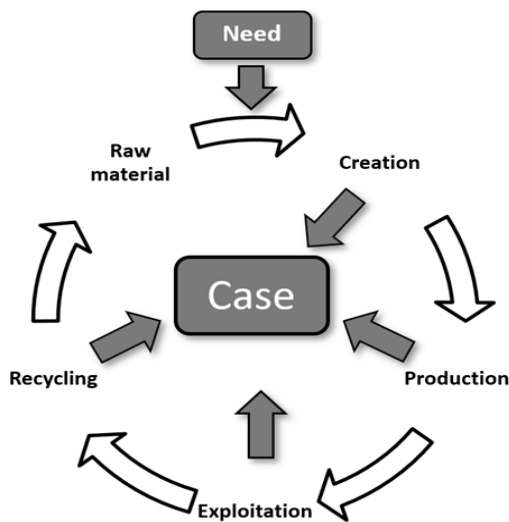 Need
Raw
material
Creation
Case
Recycling
Production
Exploitation